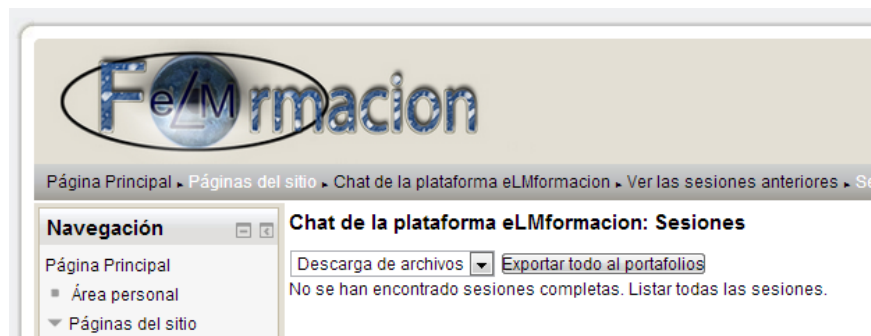 FeLMrmacion
Página Principal ▸ Páginas del sitio ▸ Chat de la plataforma eLMformacion ▸ Ver las sesiones anteriores ▸
Navegación
Chat de la plataforma eLMformacion: Sesiones
Página Principal
Descarga de archivos Exportar todo al portafolios
Área personal
No se han encontrado sesiones completas. Listar todas las sesiones.
Páginas del sitio